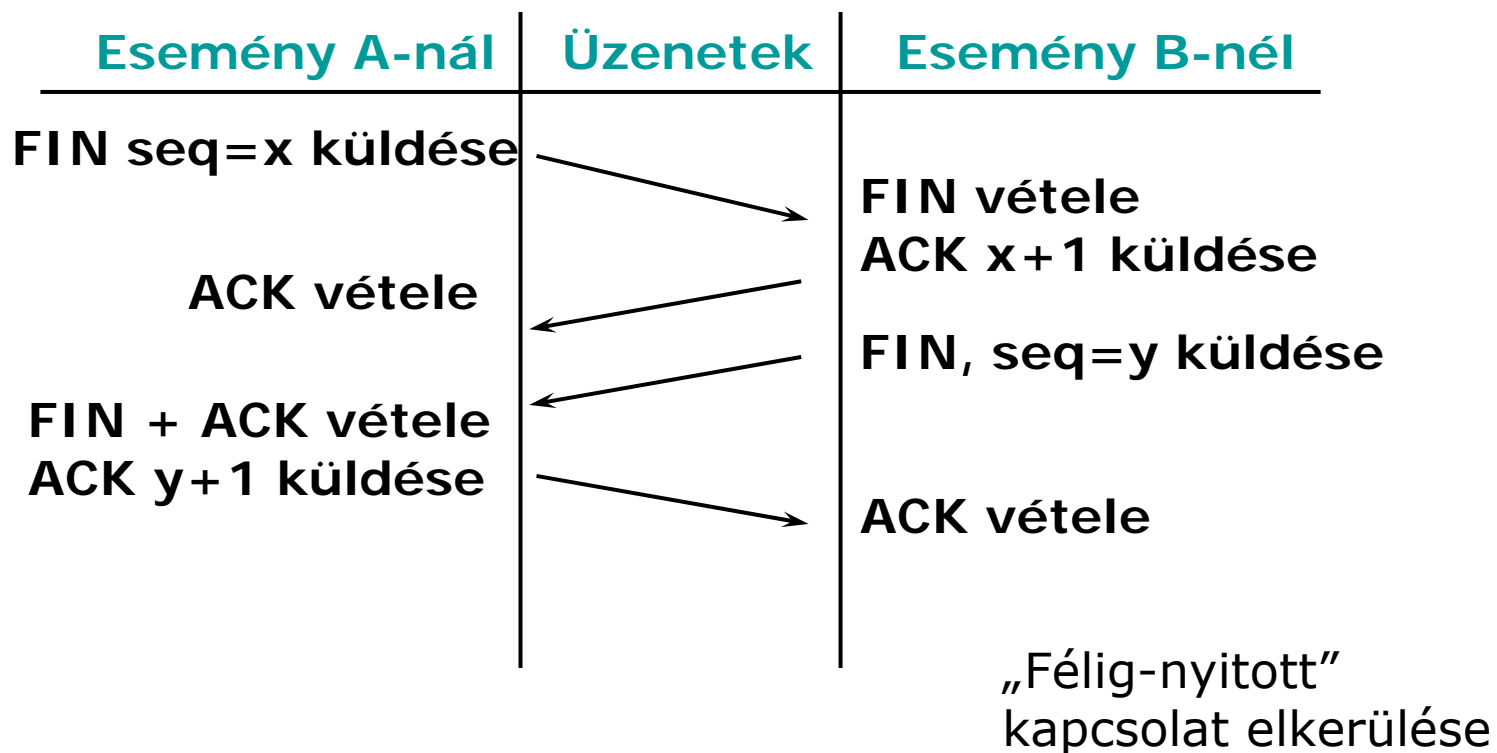 Esemény A-nál Üzenetek Esemény B-nél
FIN seq=x küldése
FIN vétele
ACK x+1 küldése
ACK vétele
FIN, seq=y küldése
FIN + ACK vétele
ACK y+1 küldése
ACK vétele
„Félig-nyitott”
kapcsolat elkerülése